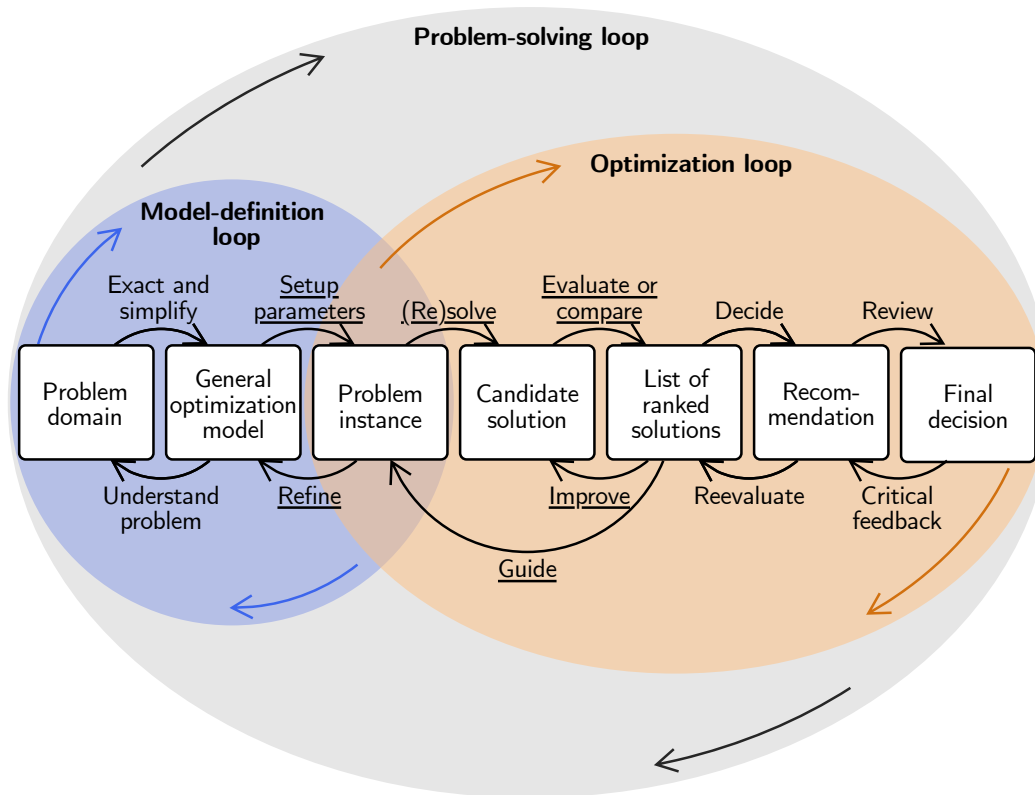 Problem-solving loop
Optimization loop
Model-definition
loop
Exact and
simplify
Setup
parameters
(Re)solve
Evaluate or
compare
Decide
Review
Problem
domain
General
optimization
model
Problem
instance
Candidate
solution
List of
ranked
solutions
Recom-
mendation
Final
decision
Understand
problem
Refine
Improve
Reevaluate
Critical
feedback
Guide